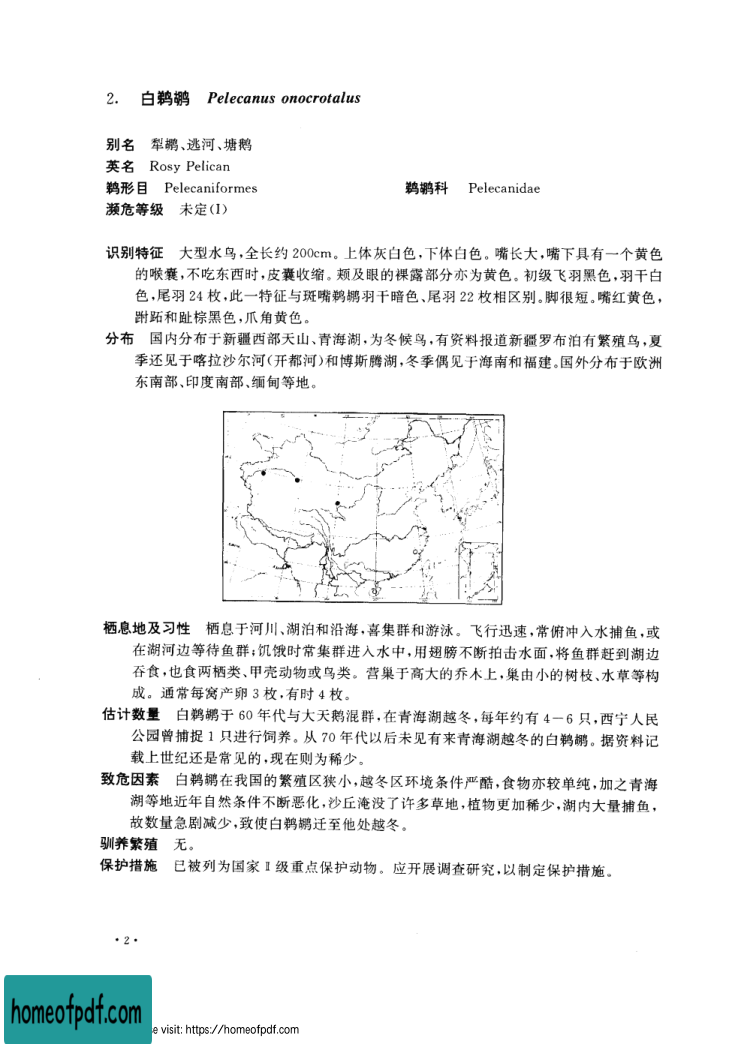 2. 白鹈鹕 Pelecanus onocrotalus
别名 犁鹕、逃河、塘鹅
英名 Rosy Pelican
鹈形目 Pelecaniformes 鹈鹕科 Pelecanidae
濒危等级 未定(I)
识别特征 大型水鸟,全长约 200cm。上体灰白色,下体白色。嘴长大,嘴下具有一个黄色
的喉囊,不吃东西时,皮囊收缩。颊及眼的裸露部分亦为黄色。初级飞羽黑色,羽干白
色,尾羽 24 枚,此一特征与斑嘴鹈鹕羽干暗色、尾羽 22 枚相区别。脚很短。嘴红黄色,
跗跖和趾棕黑色,爪角黄色。
分布 国内分布于新疆西部天山、青海湖,为冬候鸟,有资料报道新疆罗布泊有繁殖鸟,夏
季还见于喀拉沙尔河(开都河)和博斯腾湖,冬季偶见于海南和福建。国外分布于欧洲
东南部、印度南部、缅甸等地。
栖息地及习性 栖息于河川、湖泊和沿海,喜集群和游泳。飞行迅速,常俯冲入水捕鱼,或
在湖河边等待鱼群;饥饿时常集群进入水中,用翅膀不断拍击水面,将鱼群赶到湖边
吞食,也食两栖类、甲壳动物或鸟类。营巢于高大的乔木上,巢由小的树枝、水草等构
成。通常每窝产卵 3 枚,有时 4 枚。
估计数量 白鹈鹕于 60 年代与大天鹅混群,在青海湖越冬,每年约有 4—6 只,西宁人民
公园曾捕捉 1 只进行饲养。从 70 年代以后未见有来青海湖越冬的白鹈鹕。据资料记
载上世纪还是常见的,现在则为稀少。
致危因素 白鹈鹕在我国的繁殖区狭小,越冬区环境条件严酷,食物亦较单纯,加之青海
湖等地近年自然条件不断恶化,沙丘淹没了许多草地,植物更加稀少,湖内大量捕鱼,
故数量急剧减少,致使白鹈鹕迁至他处越冬。
驯养繁殖 无。
保护措施 已被列为国家 Ⅱ 级重点保护动物。应开展调查研究,以制定保护措施。
· 2 ·
homeofpdf.com
e visit: https://homeofpdf.com